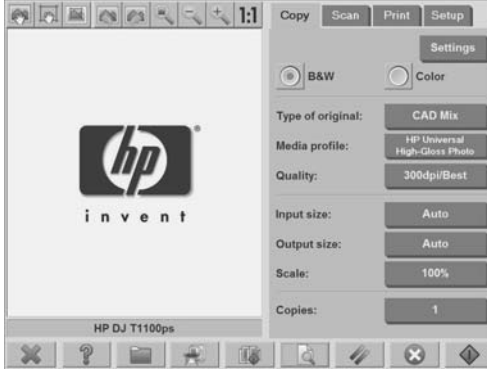 1:1
Copy
Scan
Print
Setup
Settings
B&W
Color
Type of original:
CAD Mix
Media profile:
HP Universal
High-Gloss Photo
Quality:
300dpi/Best
Input size:
Auto
Output size:
Auto
Scale:
100%
Copies:
1
hp
invent
HP DJ T1100ps
?